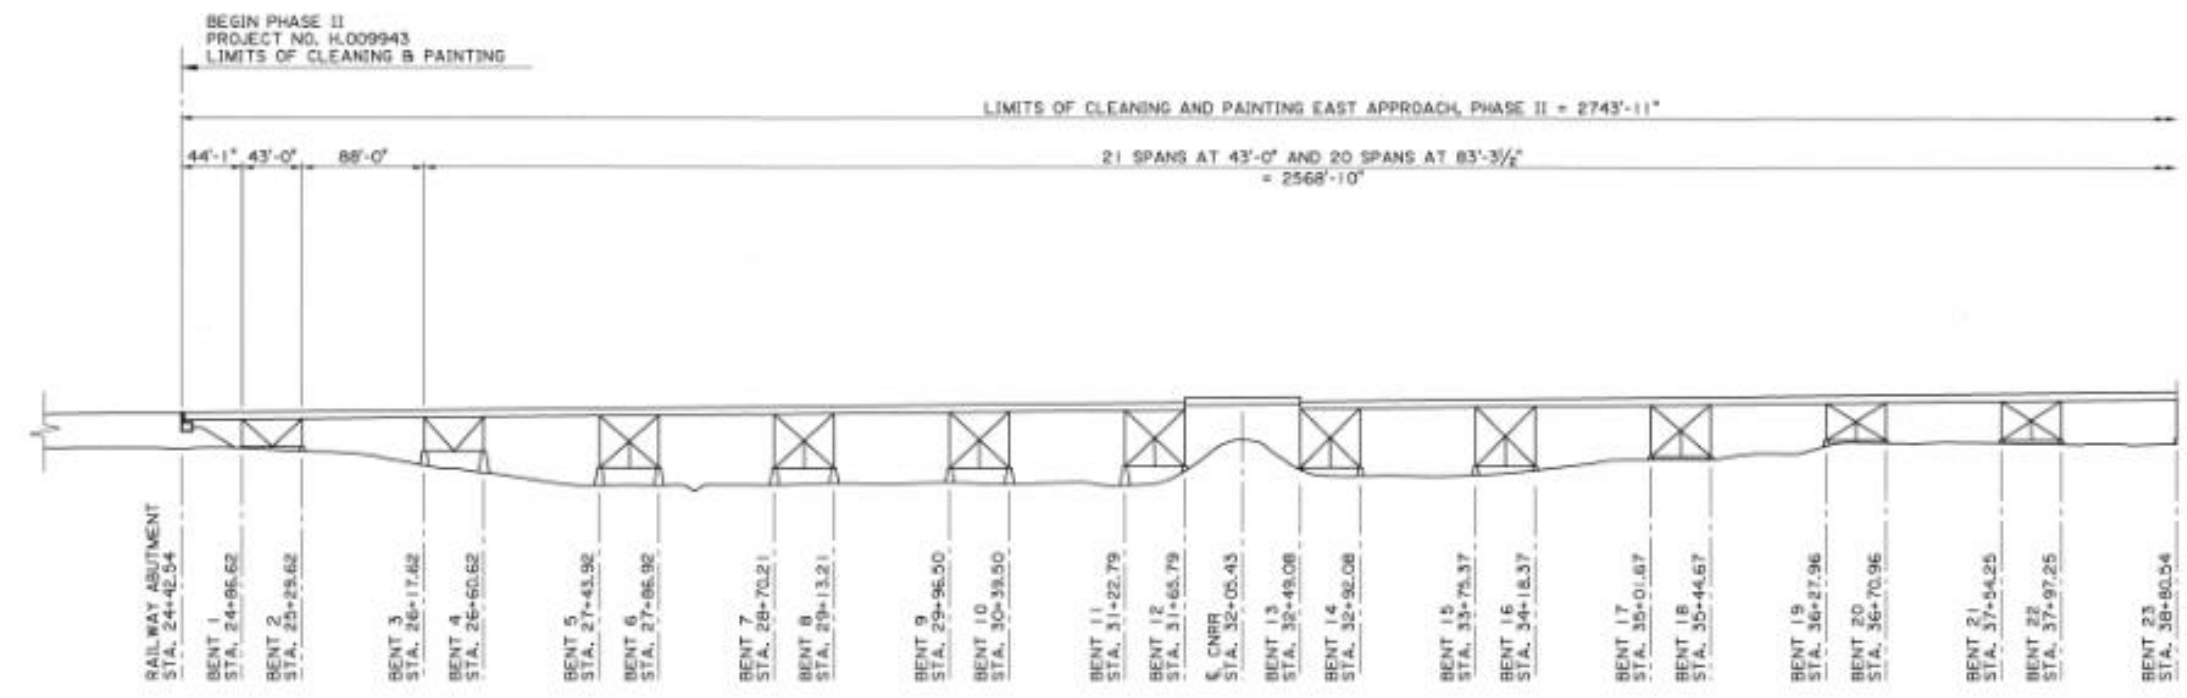 BEGIN PHASE II
PROJECT NO. H.009943
LIMITS OF CLEANING & PAINTING
LIMITS OF CLEANING AND PAINTING EAST APPROACH, PHASE II = 2743'-11"
44'-1" 43'-0" 88'-0" 21 SPANS AT 43'-0" AND 20 SPANS AT 83'-3½"
= 2568'-10"
RAILWAY ABUTMENT
STA. 24+42.54
BENT 1
STA. 24+86.62
BENT 2
STA. 25+29.62
BENT 3
STA. 26+17.62
BENT 4
STA. 26+60.62
BENT 5
STA. 27+43.92
BENT 6
STA. 27+86.92
BENT 7
STA. 28+70.21
BENT 8
STA. 29+13.21
BENT 9
STA. 29+96.50
BENT 10
STA. 30+39.50
BENT 11
STA. 31+22.79
BENT 12
STA. 31+65.79
℄ CNRR
STA. 32+05.43
BENT 13
STA. 32+49.08
BENT 14
STA. 32+92.08
BENT 15
STA. 33+75.37
BENT 16
STA. 34+18.37
BENT 17
STA. 35+01.67
BENT 18
STA. 35+44.67
BENT 19
STA. 36+27.96
BENT 20
STA. 36+70.96
BENT 21
STA. 37+54.25
BENT 22
STA. 37+97.25
BENT 23
STA. 38+80.54